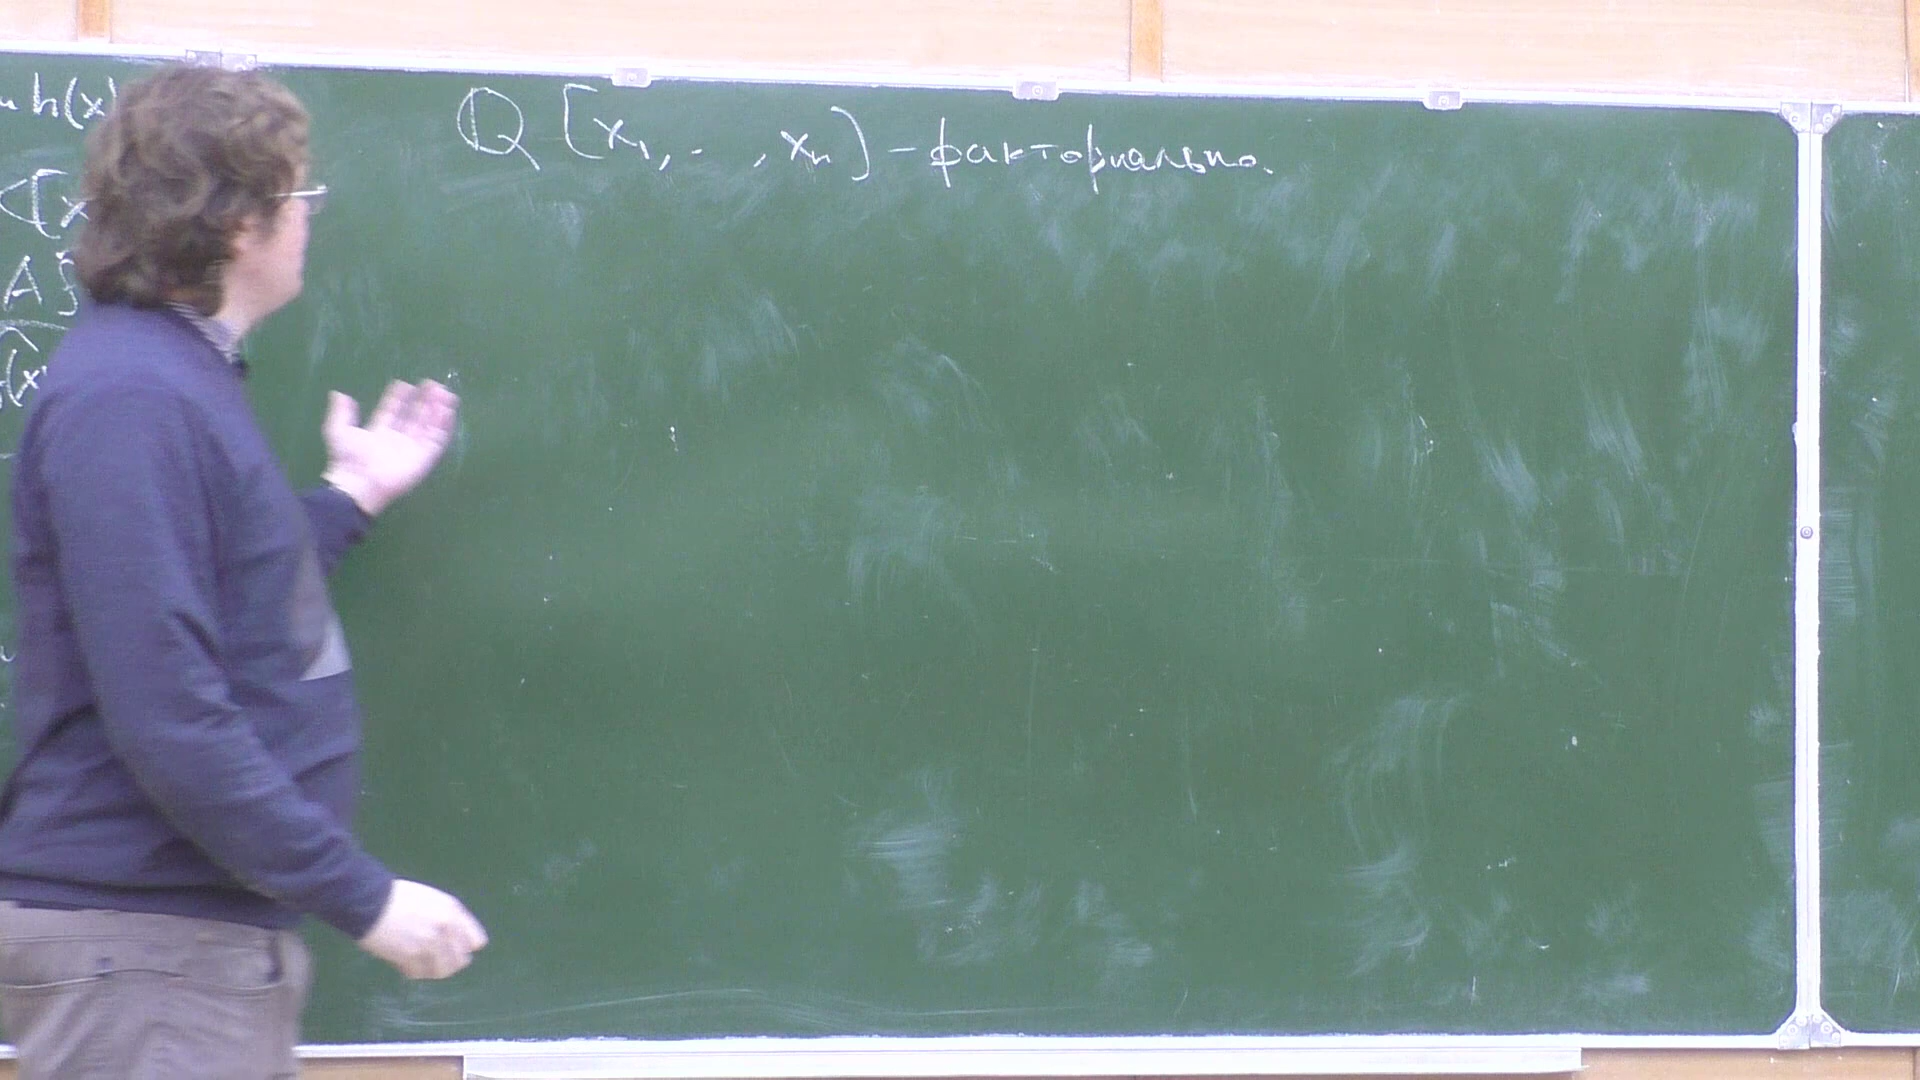 h(x)
Q[x₁, . . , xₙ] – факториально.
C[x
A}
(x